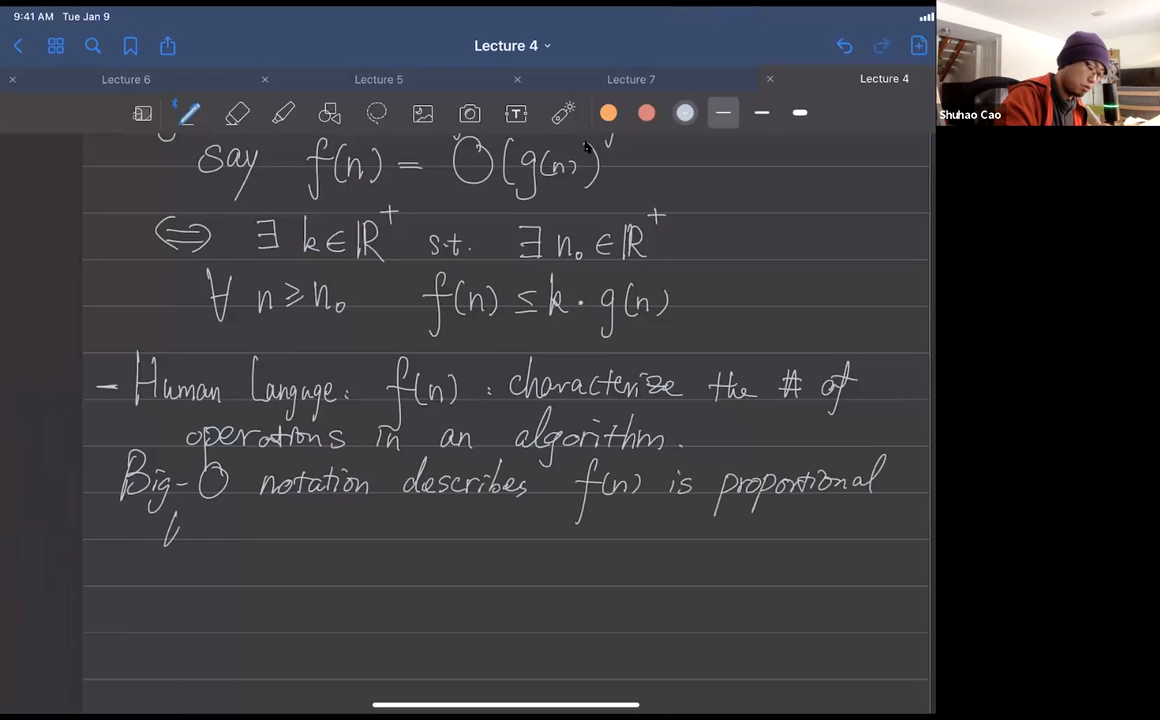 9:41 AM Tue Jan 9
Lecture 4
Lecture 6
Lecture 5
Lecture 7
Lecture 4
Shuhao Cao
say f(n) = O(g(n))
⟺ ∃ k ∈ ℝ⁺ s.t. ∃ n₀ ∈ ℝ⁺
∀ n ≥ n₀ f(n) ≤ k · g(n)
- Human Langage: f(n) : characterize the # of
operations in an algorithm.
Big-O notation describes f(n) is proportional